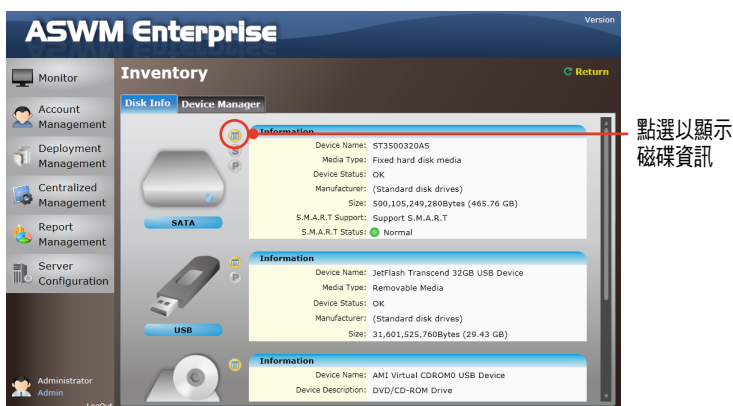 ASWM Enterprise
Version
Monitor
Account
Management
Deployment
Management
Centralized
Management
Report
Management
Server
Configuration
Administrator
Admin
LogOut
Inventory
Return
Disk Info
Device Manager
S
P
SATA
Information
Device Name: ST3500320AS
Media Type: Fixed hard disk media
Device Status: OK
Manufacturer: (Standard disk drives)
Size: 500,105,249,280Bytes (465.76 GB)
S.M.A.R.T Support: Support S.M.A.R.T
S.M.A.R.T Status: Normal
點選以顯示
磁碟資訊
P
USB
Information
Device Name: JetFlash Transcend 32GB USB Device
Media Type: Removable Media
Device Status: OK
Manufacturer: (Standard disk drives)
Size: 31,601,525,760Bytes (29.43 GB)
Information
Device Name: AMI Virtual CDROM0 USB Device
Device Description: DVD/CD-ROM Drive